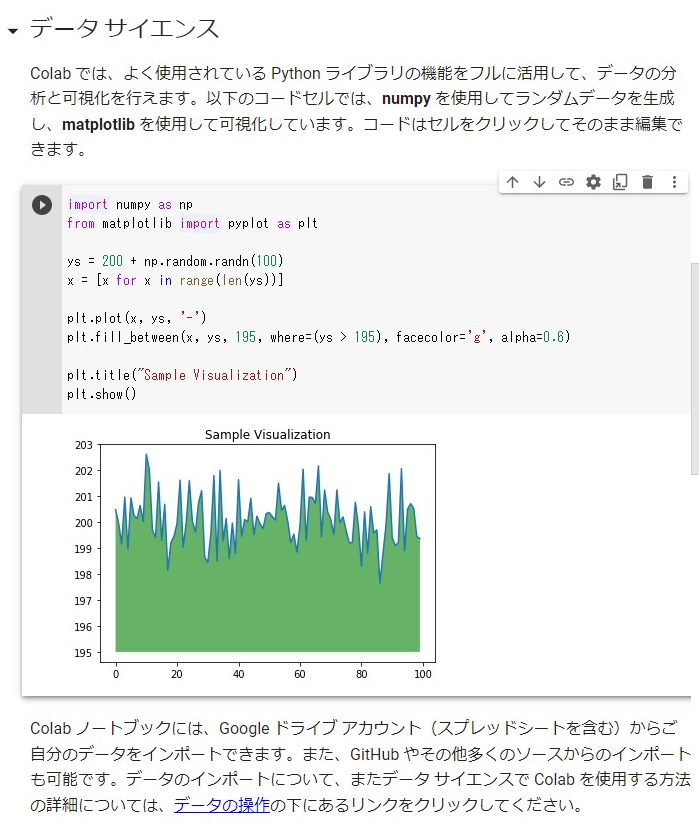 データ サイエンス
Colab では、よく使用されている Python ライブラリの機能をフルに活用して、データの分
析と可視化を行えます。以下のコードセルでは、numpy を使用してランダムデータを生成
し、matplotlib を使用して可視化しています。コードはセルをクリックしてそのまま編集で
きます。
import numpy as np
from matplotlib import pyplot as plt
ys = 200 + np.random.randn(100)
x = [x for x in range(len(ys))]
plt.plot(x, ys, '-')
plt.fill_between(x, ys, 195, where=(ys > 195), facecolor='g', alpha=0.6)
plt.title("Sample Visualization")
plt.show()
Sample Visualization
203
202
201
200
199
198
197
196
195
0 20 40 60 80 100
Colab ノートブックには、Google ドライブ アカウント（スプレッドシートを含む）からご
自分のデータをインポートできます。また、GitHub やその他多くのソースからのインポート
も可能です。データのインポートについて、またデータ サイエンスで Colab を使用する方法
の詳細については、データの操作の下にあるリンクをクリックしてください。